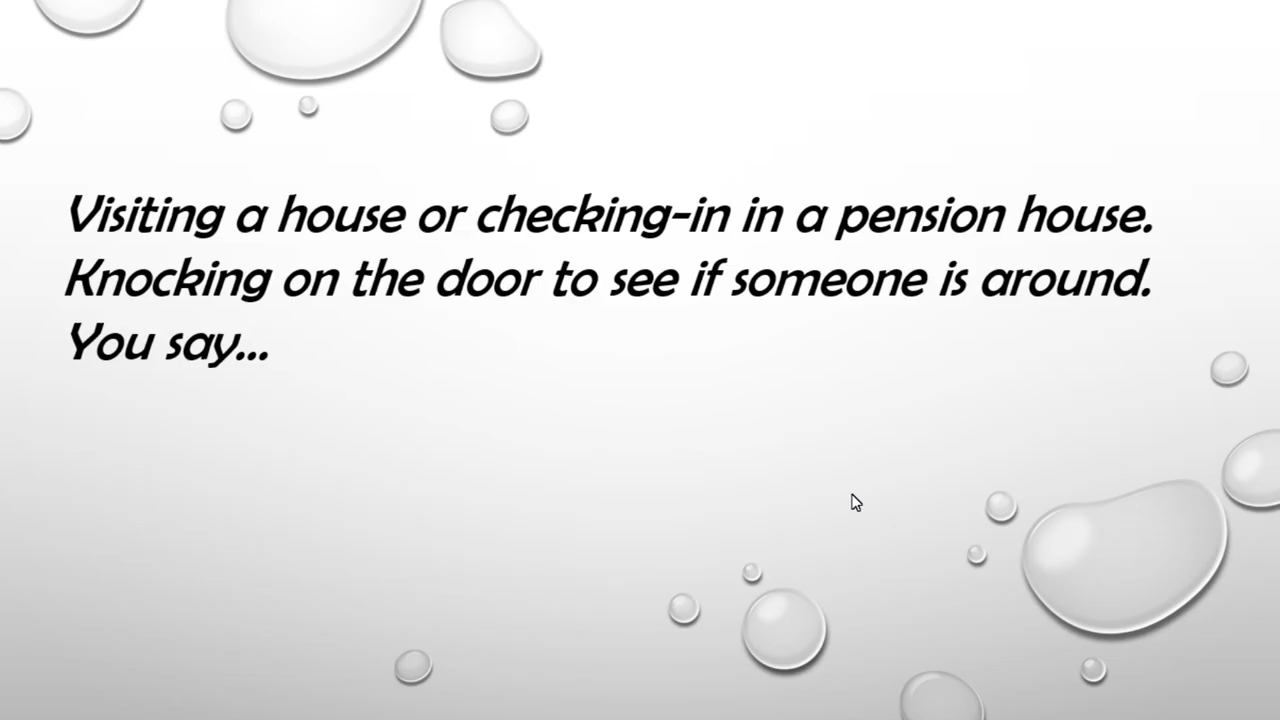 Visiting a house or checking-in in a pension house.
Knocking on the door to see if someone is around.
You say...